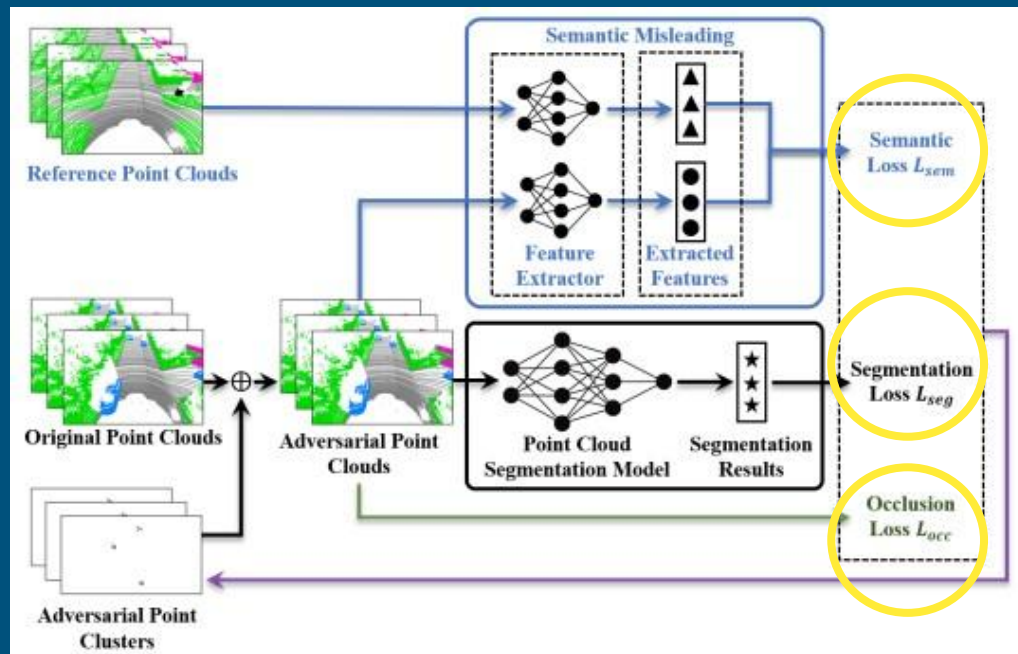 Semantic Misleading
Reference Point Clouds
Feature
Extractor
Extracted
Features
Semantic
Loss L_sem
Original Point Clouds
Adversarial Point
Clouds
Point Cloud
Segmentation Model
Segmentation
Results
Segmentation
Loss L_seg
Occlusion
Loss L_occ
Adversarial Point
Clusters